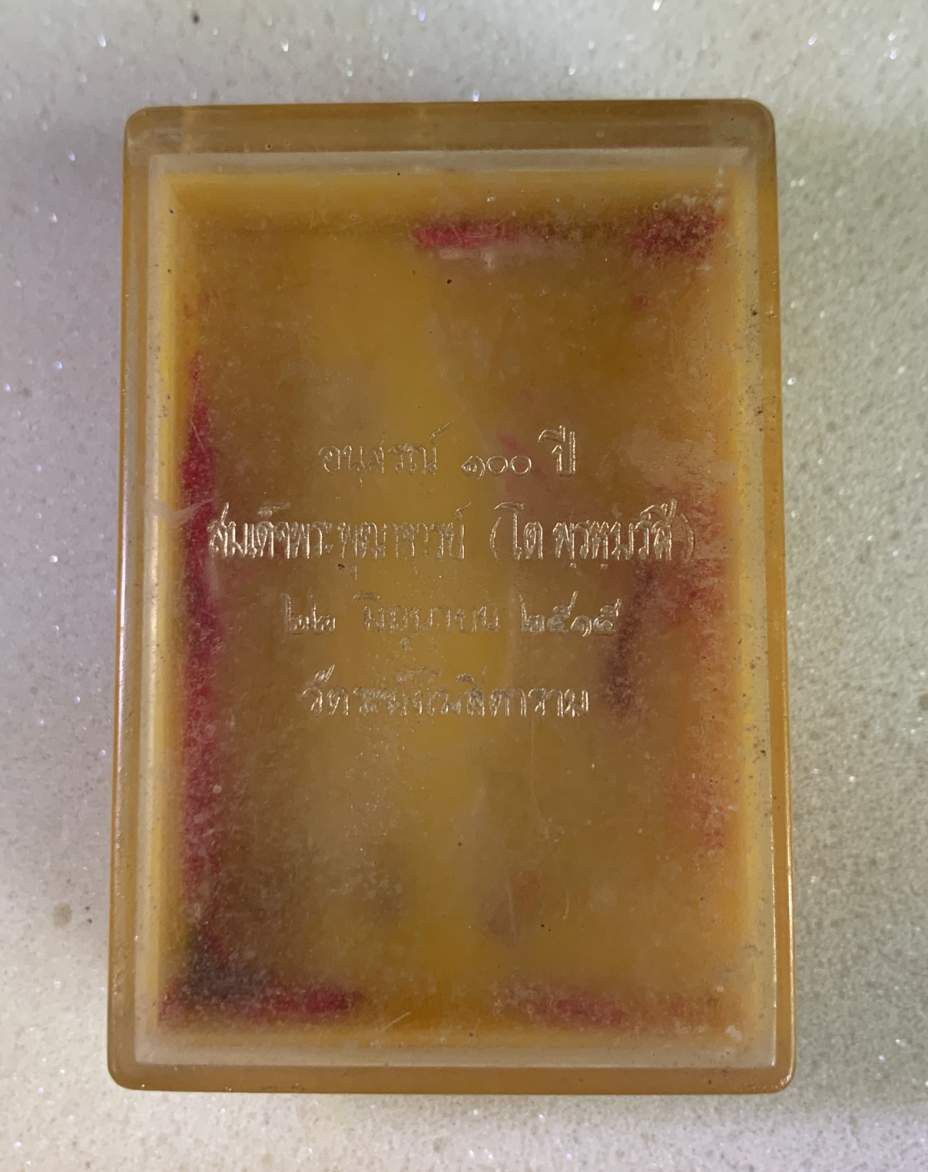 อนุสรณ์ ๑๐๐ ปี
สมเด็จพระพุฒาจารย์ (โต พฺรหฺมรํสี)
๒๒ มิถุนายน ๒๕๑๕
วัดระฆังโฆสิตาราม